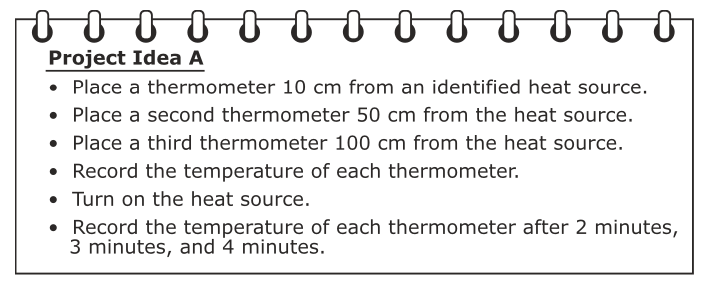 Project Idea A
• Place a thermometer 10 cm from an identified heat source.
• Place a second thermometer 50 cm from the heat source.
• Place a third thermometer 100 cm from the heat source.
• Record the temperature of each thermometer.
• Turn on the heat source.
• Record the temperature of each thermometer after 2 minutes,
3 minutes, and 4 minutes.